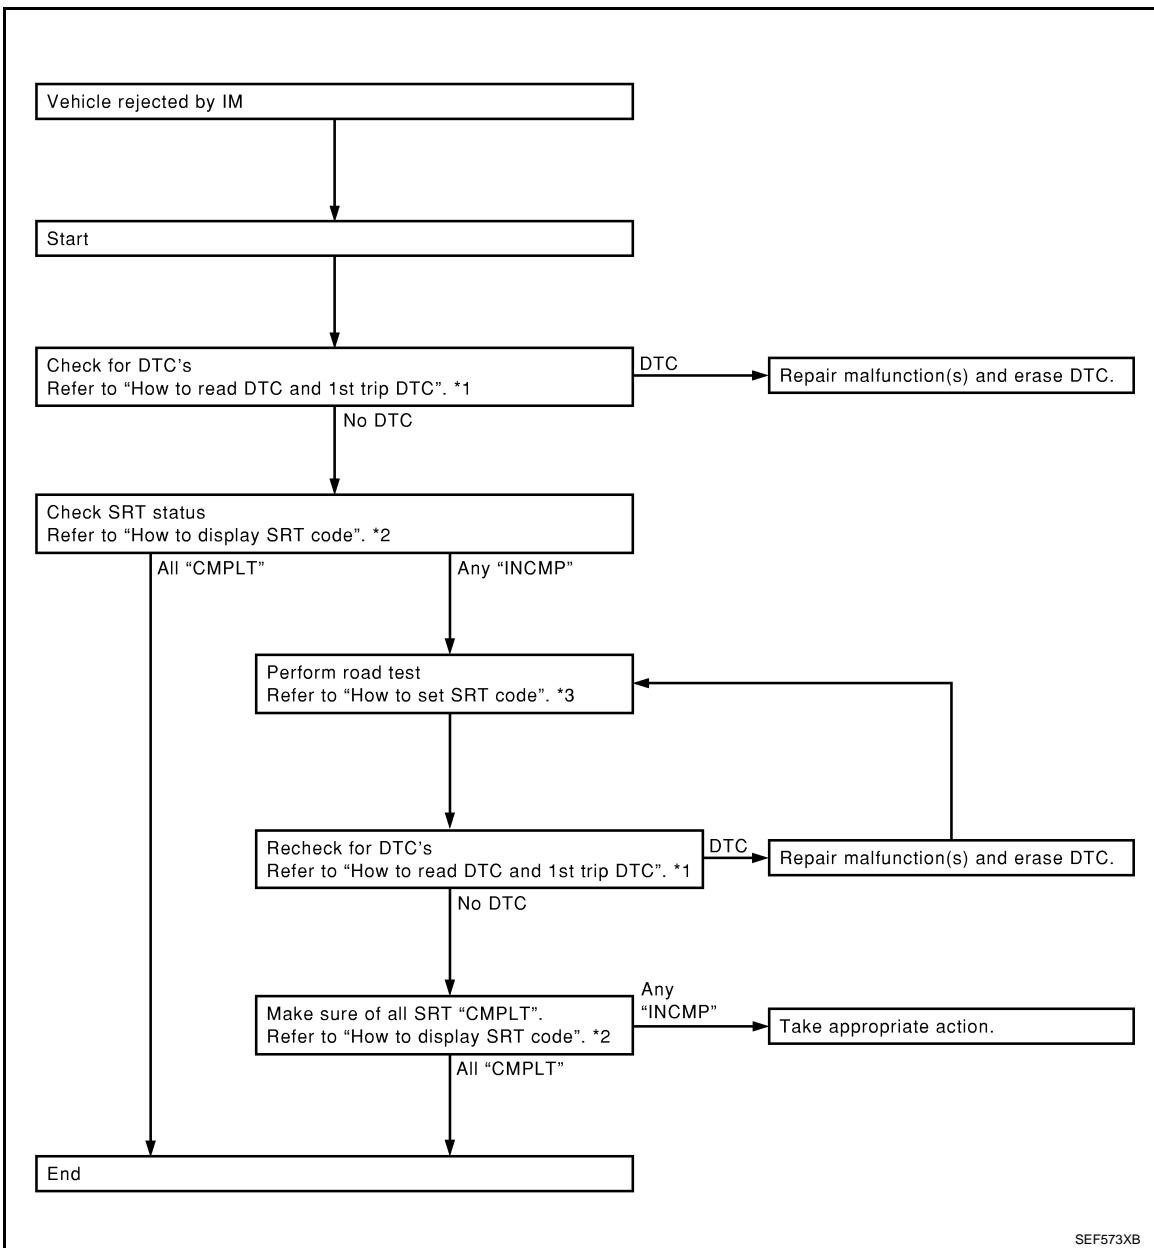 Vehicle rejected by IM
Start
Check for DTC's
Refer to “How to read DTC and 1st trip DTC”. *1
DTC
Repair malfunction(s) and erase DTC.
No DTC
Check SRT status
Refer to “How to display SRT code”. *2
All “CMPLT”
Any “INCMP”
Perform road test
Refer to “How to set SRT code”. *3
Recheck for DTC's
Refer to “How to read DTC and 1st trip DTC”. *1
DTC
Repair malfunction(s) and erase DTC.
No DTC
Make sure of all SRT “CMPLT”.
Refer to “How to display SRT code”. *2
Any
“INCMP”
Take appropriate action.
All “CMPLT”
End
SEF573XB